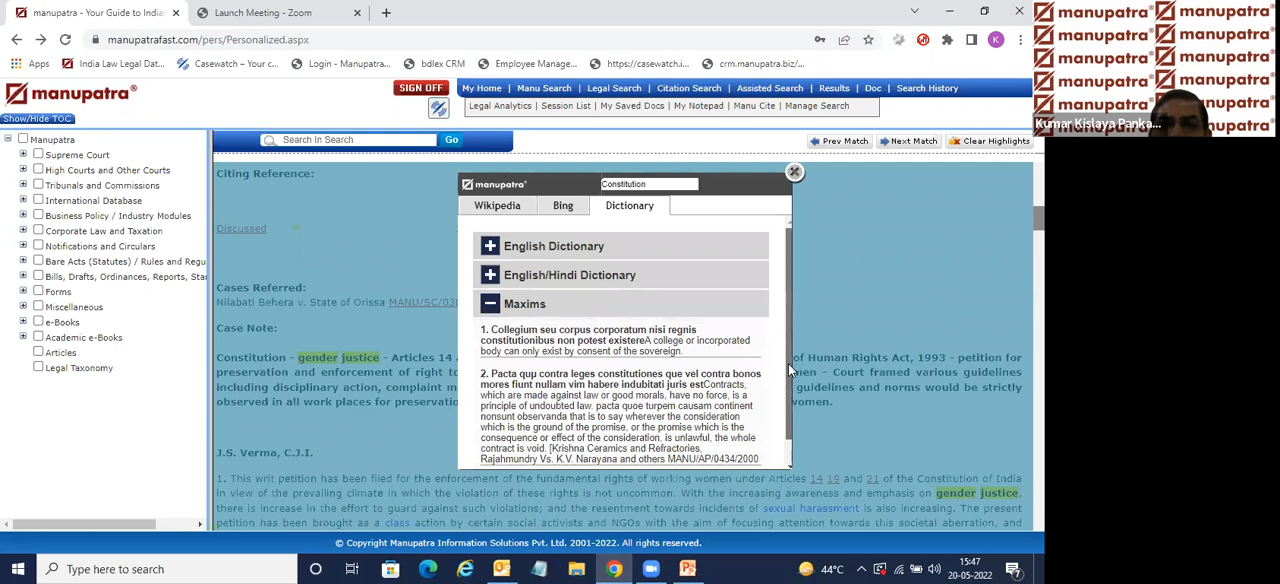 manupatra - Your Guide to India
Launch Meeting - Zoom
manupatrafast.com/pers/Personalized.aspx
Apps
India Law Legal Dat...
Casewatch – Your c...
Login - Manupatra...
bdlex CRM
Employee Manage...
https://casewatch.i...
crm.manupatra.biz/...
K
manupatra®
SIGN OFF
My Home | Manu Search | Legal Search | Citation Search | Assisted Search | Results | Doc | Search History
Legal Analytics | Session List | My Saved Docs | My Notepad | Manu Cite | Manage Search
Show/Hide TOC
Manupatra
Supreme Court
High Courts and Other Courts
Tribunals and Commissions
International Database
Business Policy / Industry Modules
Corporate Law and Taxation
Notifications and Circulars
Bare Acts (Statutes) / Rules and Regu
Bills, Drafts, Ordinances, Reports, Star
Forms
Miscellaneous
e-Books
Academic e-Books
Articles
Legal Taxonomy
Search In Search
Go
Prev Match
Next Match
Clear Highlights
Citing Reference:
Discussed
Cases Referred:
Nilabati Behera v. State of Orissa MANU/SC/03
Case Note:
Constitution - gender justice - Articles 14 a
of Human Rights Act, 1993 - petition for
preservation and enforcement of right to
men - Court framed various guidelines
including disciplinary action, complaint m
guidelines and norms would be strictly
observed in all work places for preservatio
women.
J.S. Verma, C.J.I.
1. This writ petition has been filed for the enforcement of the fundamental rights of working women under Articles 14 19 and 21 of the Constitution of India
in view of the prevailing climate in which the violation of these rights is not uncommon. With the increasing awareness and emphasis on gender justice,
there is increase in the effort to guard against such violations; and the resentment towards incidents of sexual harassment is also increasing. The present
petition has been brought as a class action by certain social activists and NGOs with the aim of focusing attention towards this societal aberration, and
manupatra®
Constitution
Wikipedia
Bing
Dictionary
English Dictionary
English/Hindi Dictionary
Maxims
1. Collegium seu corpus corporatum nisi regnis
constitutionibus non potest existereA college or incorporated
body can only exist by consent of the sovereign.
2. Pacta quµ contra leges constitutiones que vel contra bonos
mores fiunt nullam vim habere indubitati juris estContracts,
which are made against law or good morals, have no force, is a
principle of undoubted law. pacta quoe turpem causam continent
nonsunt observanda that is to say wherever the consideration
which is the ground of the promise, or the promise which is the
consequence or effect of the consideration, is unlawful, the whole
contract is void. [Krishna Ceramics and Refractories,
Rajahmundry Vs. K.V. Narayana and others MANU/AP/0434/2000
© Copyright Manupatra Information Solutions Pvt. Ltd. 2001-2022. All rights reserved.
Type here to search
44°C
15:47
20-05-2022
manupatra® manupatra®
manupatra® manupatra®
manupatra® manupatra®
manupatra®
manupatra®
Kumar Kislaya Panka...